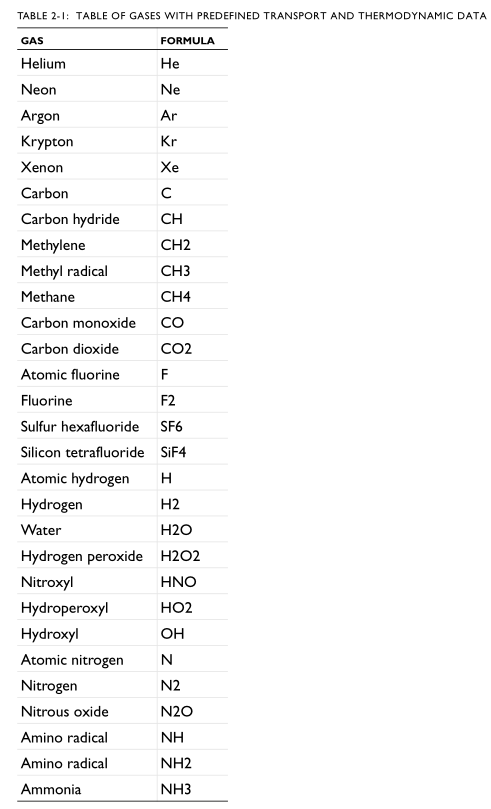 TABLE 2-1: TABLE OF GASES WITH PREDEFINED TRANSPORT AND THERMODYNAMIC DATA
GAS FORMULA
Helium He
Neon Ne
Argon Ar
Krypton Kr
Xenon Xe
Carbon C
Carbon hydride CH
Methylene CH2
Methyl radical CH3
Methane CH4
Carbon monoxide CO
Carbon dioxide CO2
Atomic fluorine F
Fluorine F2
Sulfur hexafluoride SF6
Silicon tetrafluoride SiF4
Atomic hydrogen H
Hydrogen H2
Water H2O
Hydrogen peroxide H2O2
Nitroxyl HNO
Hydroperoxyl HO2
Hydroxyl OH
Atomic nitrogen N
Nitrogen N2
Nitrous oxide N2O
Amino radical NH
Amino radical NH2
Ammonia NH3